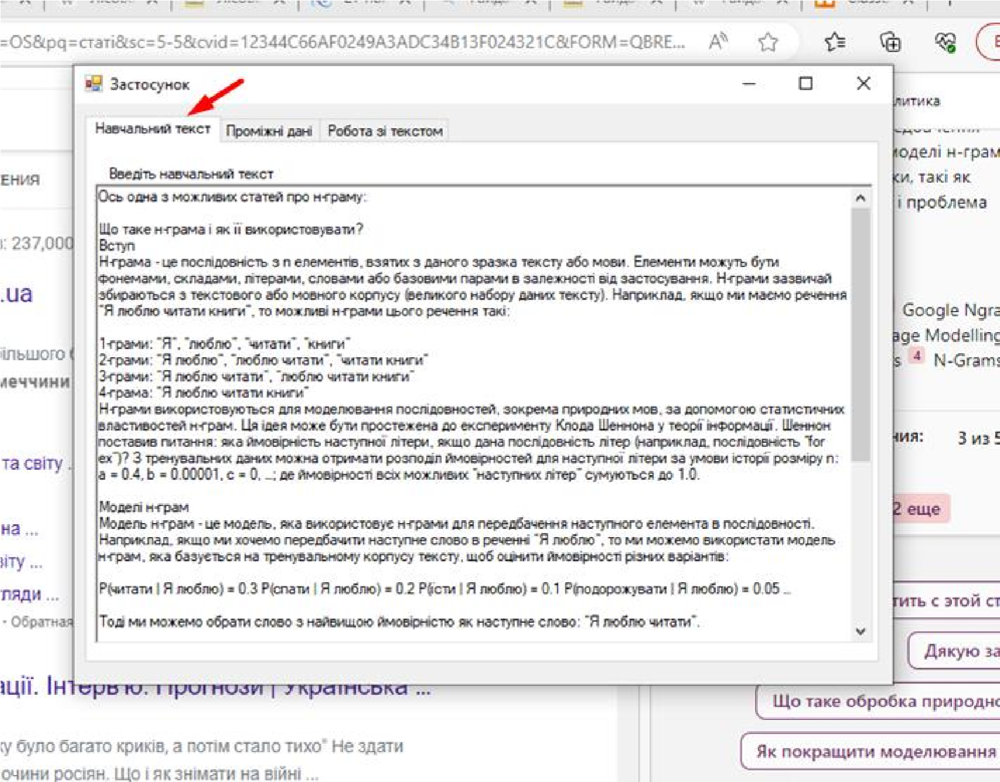 =OS&pq=статі&sc=5-5&cvid=12344C66AF0249A3ADC34B13F024321C&FORM=QBRE...
Застосунок
Навчальний текст Проміжні дані Робота зі текстом
Введіть навчальний текст
Ось одна з можливих статей про н-граму:
Що таке н-грама і як її використовувати?
Вступ
Н-грама - це послідовність з n елементів, взятих з даного зразка тексту або мови. Елементи можуть бути
фонемами, складами, літерами, словами або базовими парами в залежності від застосування. Н-грами зазвичай
збираються з текстового або мовного корпусу (великого набору даних тексту). Наприклад, якщо ми маємо речення
"Я люблю читати книги", то можливі н-грами цього речення такі:
1-грами: "Я", "люблю", "читати", "книги"
2-грами: "Я люблю", "люблю читати", "читати книги"
3-грами: "Я люблю читати", "люблю читати книги"
4-грама: "Я люблю читати книги"
Н-грами використовуються для моделювання послідовностей, зокрема природних мов, за допомогою статистичних
властивостей н-грам. Ця ідея може бути простежена до експерименту Клода Шеннона у теорії інформації. Шеннон
поставив питання: яка ймовірність наступної літери, якщо дана послідовність літер (наприклад, послідовність "for
ex")? З тренувальних даних можна отримати розподіл ймовірностей для наступної літери за умови історії розміру n:
a = 0.4, b = 0.00001, c = 0, ...; де ймовірності всіх можливих "наступних літер" сумуються до 1.0.
Моделі н-грам
Модель н-грам - це модель, яка використовує н-грами для передбачення наступного елемента в послідовності.
Наприклад, якщо ми хочемо передбачити наступне слово в реченні "Я люблю", то ми можемо використати модель
н-грам, яка базується на тренувальному корпусу тексту, щоб оцінити ймовірності різних варіантів:
P(читати | Я люблю) = 0.3 P(спати | Я люблю) = 0.2 P(їсти | Я люблю) = 0.1 P(подорожувати | Я люблю) = 0.05 ...
Тоді ми можемо обрати слово з найвищою ймовірністю як наступне слово: "Я люблю читати".
ЕНИЯ
: 237,000
.ua
ільшого
меччини
та світу
на ...
віту ...
гляди ...
- Обратная
ації. Інтерв'ю. Прогнози | Українська ...
ку було багато криків, а потім стало тихо" Не здати
очини росіян. Що і як знімати на війні ...
литика
моделі н-грам
ки, такі як
і проблема
Google Ngra
age Modelling
s 4 N-Grams
ния: 3 из 5
2 еще
тить с этой ст
Дякую за
Що таке обробка природно
Як покращити моделювання